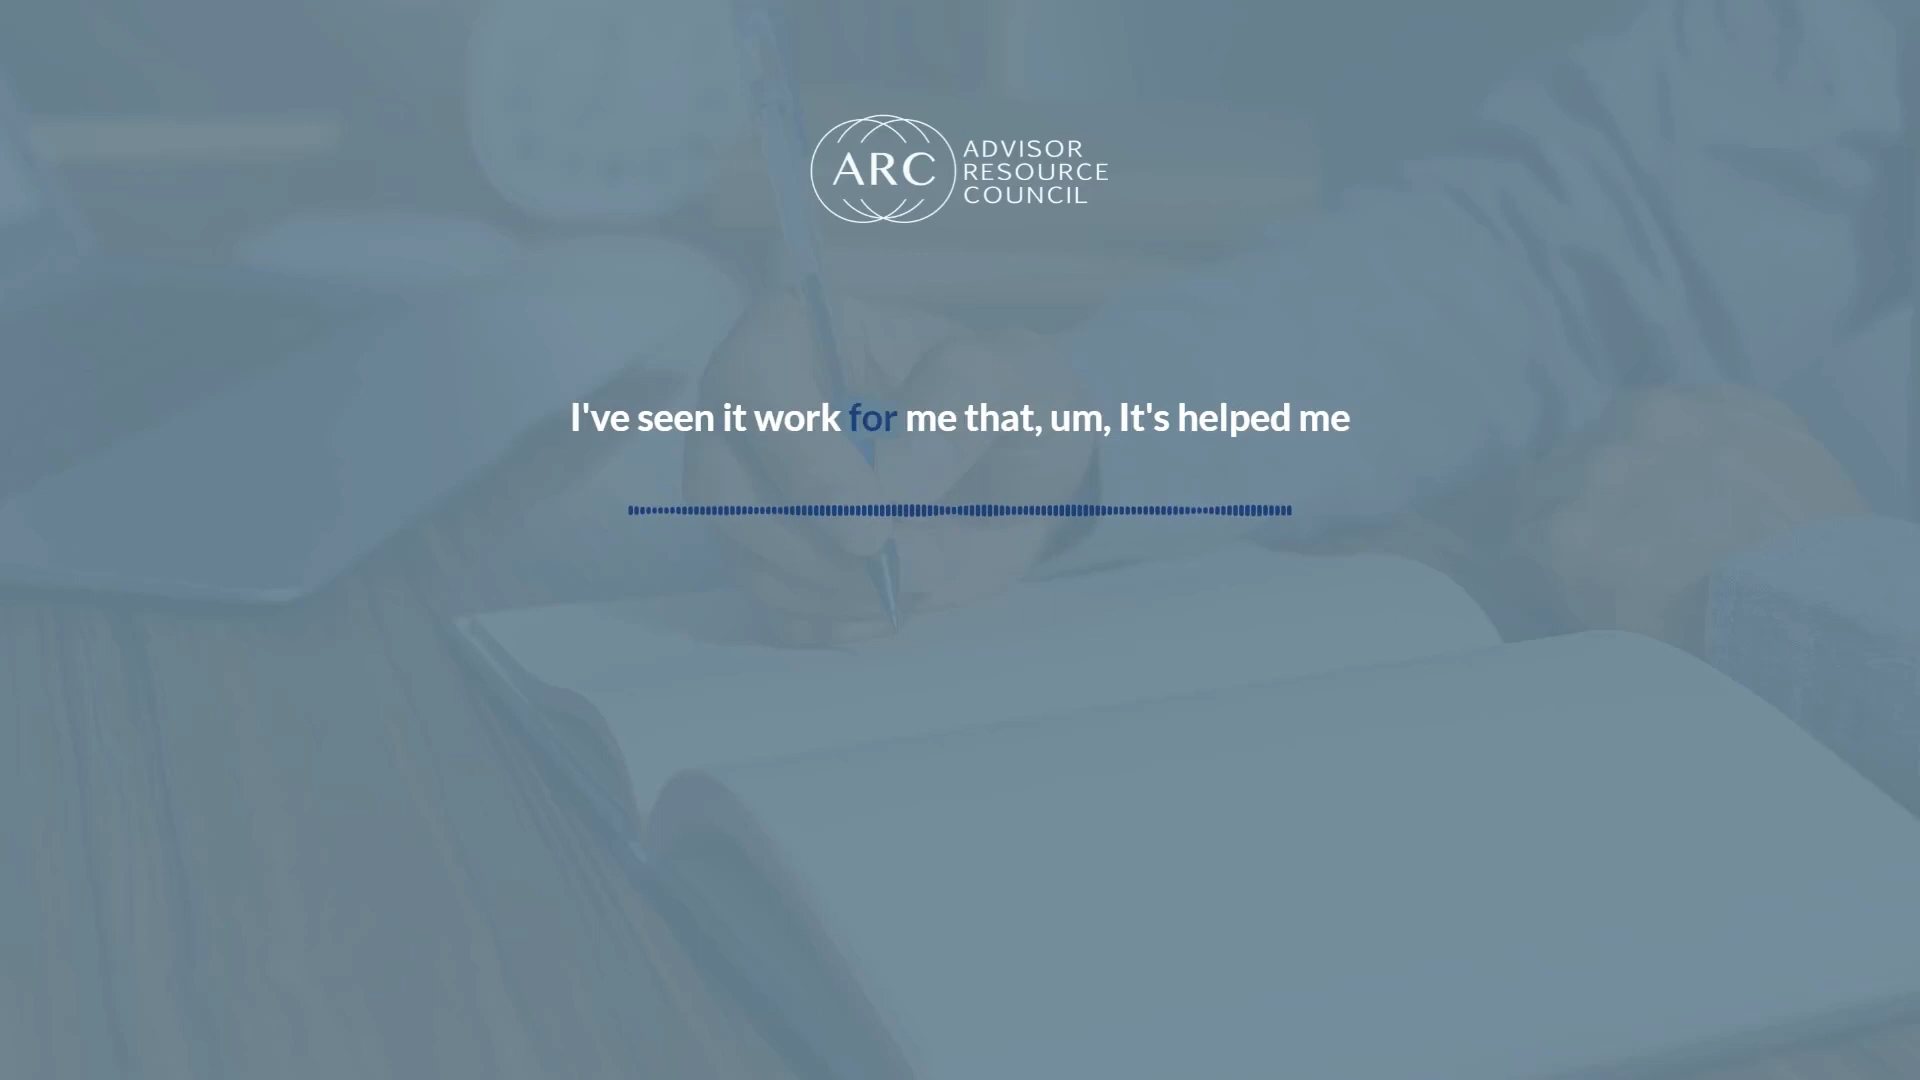 ARC
ADVISOR
RESOURCE
COUNCIL
I've seen it work for me that, um, It's helped me